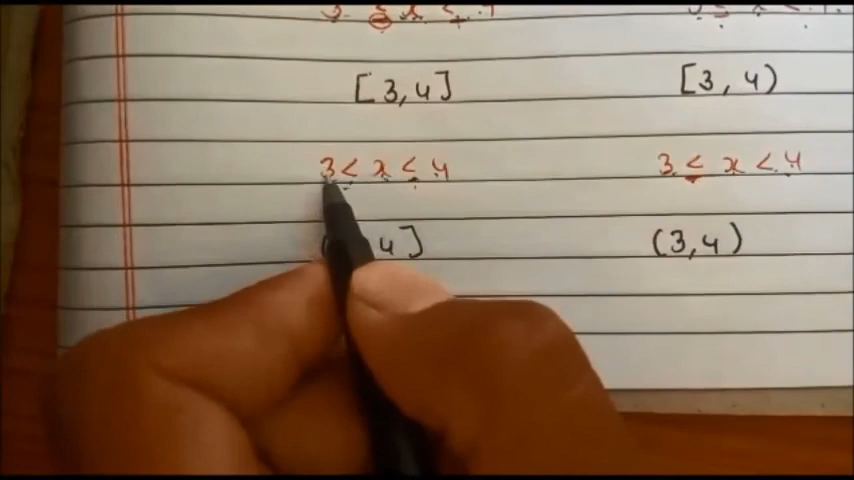 [3,4] [3,4)
3 < x ≤ 4 3 ≤ x < 4
( 4] (3,4)